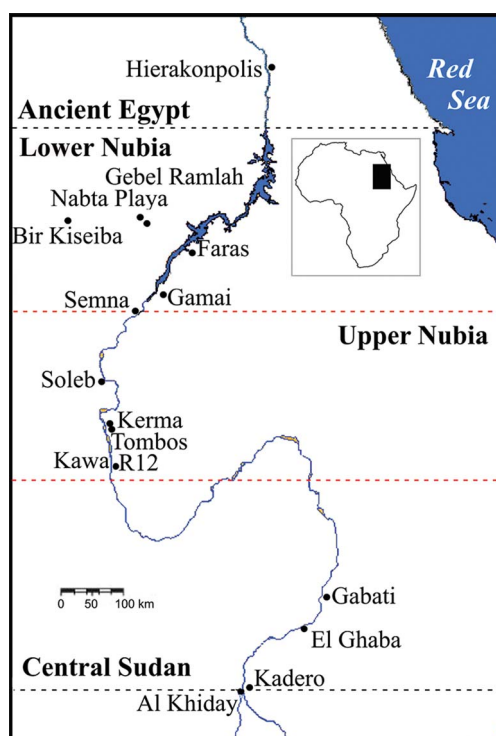 Hierakonpolis
Red
Sea
Ancient Egypt
Lower Nubia
Gebel Ramlah
Nabta Playa
Bir Kiseiba
Faras
Semna
Gamai
Upper Nubia
Soleb
Kerma
Tombos
Kawa
R12
0 50 100 km
Gabati
El Ghaba
Central Sudan
Kadero
Al Khiday